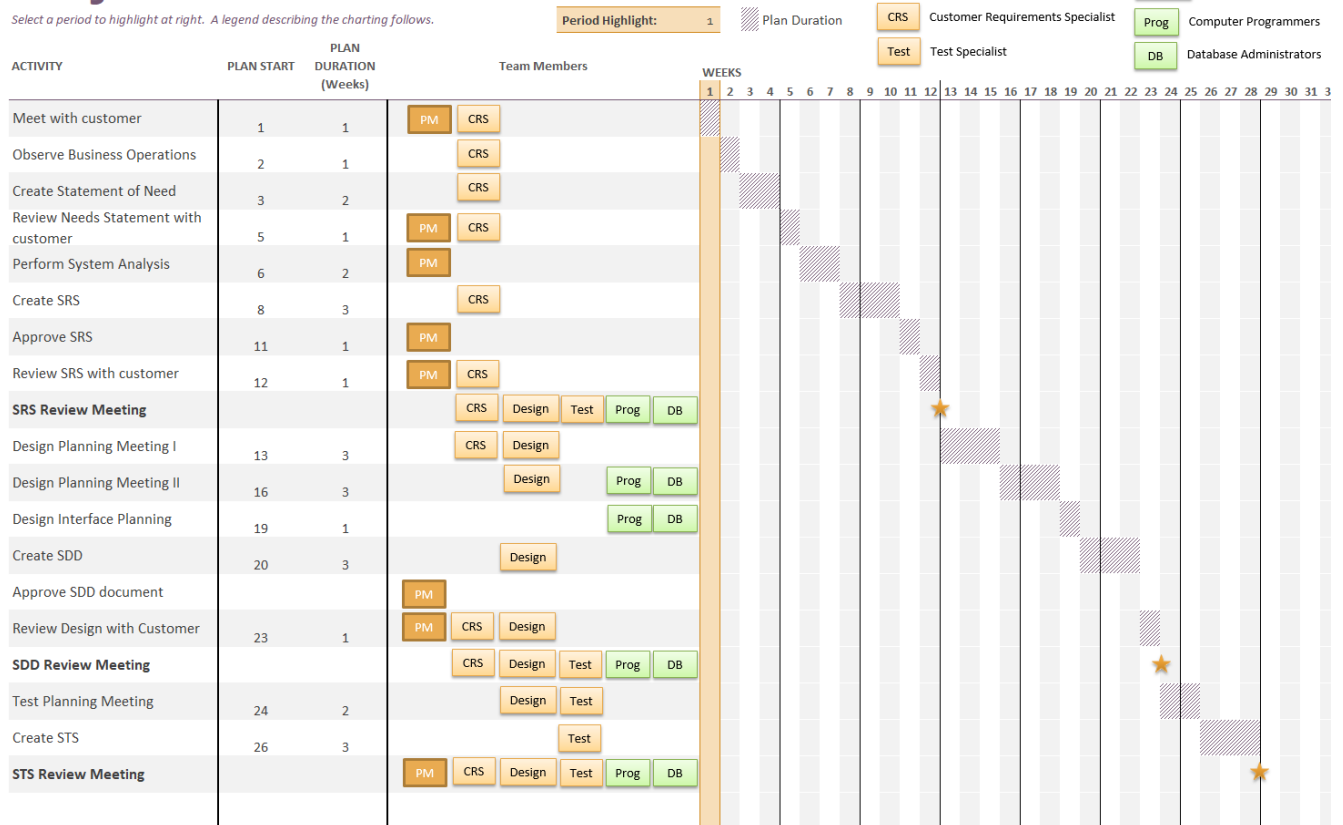 Select a period to highlight at right.  A legend describing the charting follows.
Period Highlight: 1
Plan Duration
CRS Customer Requirements Specialist
Prog Computer Programmers
Test Test Specialist
DB Database Administrators
ACTIVITY PLAN START PLAN DURATION (Weeks) Team Members WEEKS
1 2 3 4 5 6 7 8 9 10 11 12 13 14 15 16 17 18 19 20 21 22 23 24 25 26 27 28 29 30 31 3
Meet with customer 1 1 PM CRS
Observe Business Operations 2 1 CRS
Create Statement of Need 3 2 CRS
Review Needs Statement with
customer 5 1 PM CRS
Perform System Analysis 6 2 PM
Create SRS 8 3 CRS
Approve SRS 11 1 PM
Review SRS with customer 12 1 PM CRS
SRS Review Meeting CRS Design Test Prog DB
Design Planning Meeting I 13 3 CRS Design
Design Planning Meeting II 16 3 Design Prog DB
Design Interface Planning 19 1 Prog DB
Create SDD 20 3 Design
Approve SDD document PM
Review Design with Customer 23 1 PM CRS Design
SDD Review Meeting CRS Design Test Prog DB
Test Planning Meeting 24 2 Design Test
Create STS 26 3 Test
STS Review Meeting PM CRS Design Test Prog DB